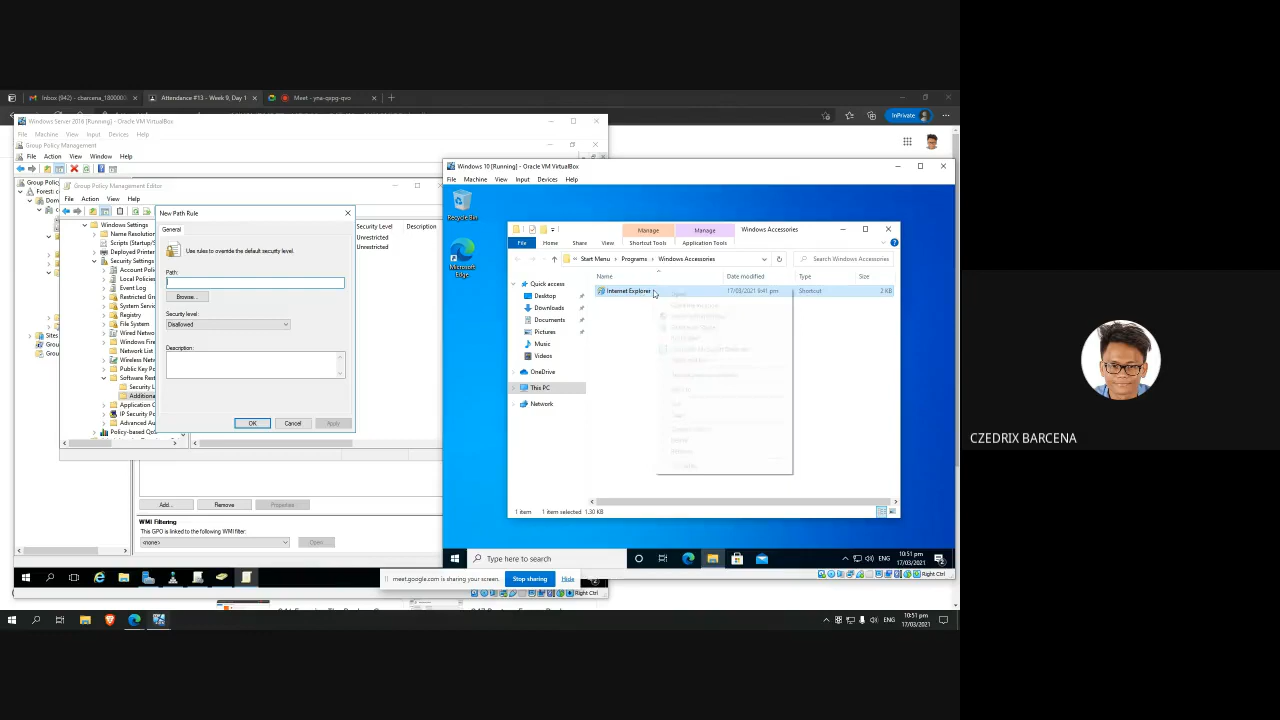 Inbox (942) - cbarcena_1800000
Attendance #13 - Week 9, Day 1
Meet - yna-qxpg-qvo
InPrivate
Windows Server 2016 [Running] - Oracle VM VirtualBox
File Machine View Input Devices Help
Group Policy Management
File Action View Window Help
Group Policy Management Editor
File Action View Help
Windows Settings
Name Resolution
Scripts (Startup/S
Deployed Printer
Security Settings
Account Polic
Local Policies
Event Log
Restricted Gr
System Servic
Registry
File System
Wired Networ
Windows Fire
Network List
Wireless Netw
Public Key Po
Software Rest
Security L
Additiona
Application C
IP Security Po
Advanced Au
Policy-based QoS
Security Level Description
Unrestricted
Unrestricted
New Path Rule
General
Use rules to override the default security level.
Path:
Browse...
Security level:
Disallowed
Description:
OK Cancel Apply
Add... Remove Properties
WMI Filtering
This GPO is linked to the following WMI filter:
<none> Open
Windows 10 [Running] - Oracle VM VirtualBox
File Machine View Input Devices Help
Recycle Bin
Microsoft Edge
Manage Manage Windows Accessories
File Home Share View Shortcut Tools Application Tools
Start Menu Programs Windows Accessories
Search Windows Accessories
Name Date modified Type Size
Internet Explorer 17/03/2021 9:41 pm Shortcut 2 KB
Quick access
Desktop
Downloads
Documents
Pictures
Music
Videos
OneDrive
This PC
Network
1 item 1 item selected 1.30 KB
Type here to search
ENG
10:51 pm
17/03/2021
Right Ctrl
meet.google.com is sharing your screen. Stop sharing Hide
Right Ctrl
ENG
10:51 pm
17/03/2021
CZEDRIX BARCENA